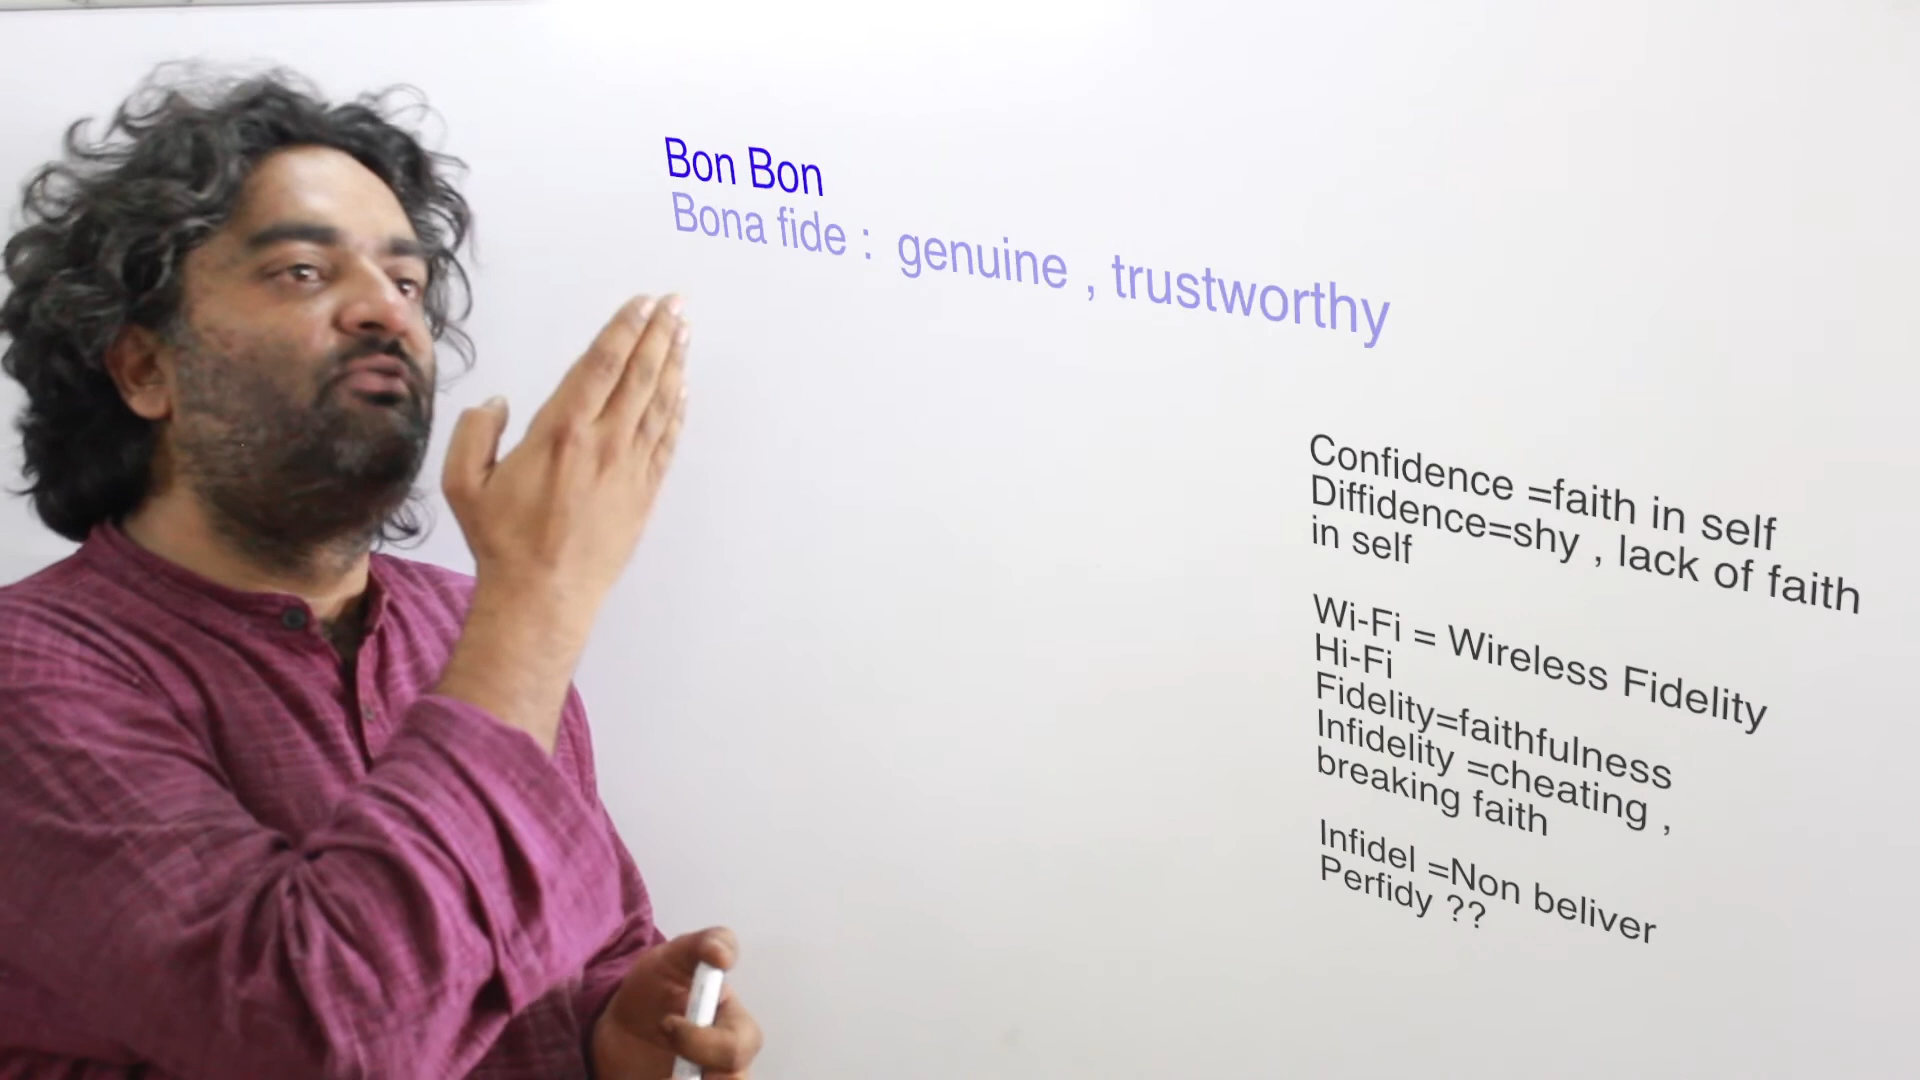 Bon Bon
Bona fide : genuine , trustworthy
Confidence =faith in self
Diffidence=shy , lack of faith
in self
Wi-Fi = Wireless Fidelity
Hi-Fi
Fidelity=faithfulness
Infidelity =cheating ,
breaking faith
Infidel =Non beliver
Perfidy ??